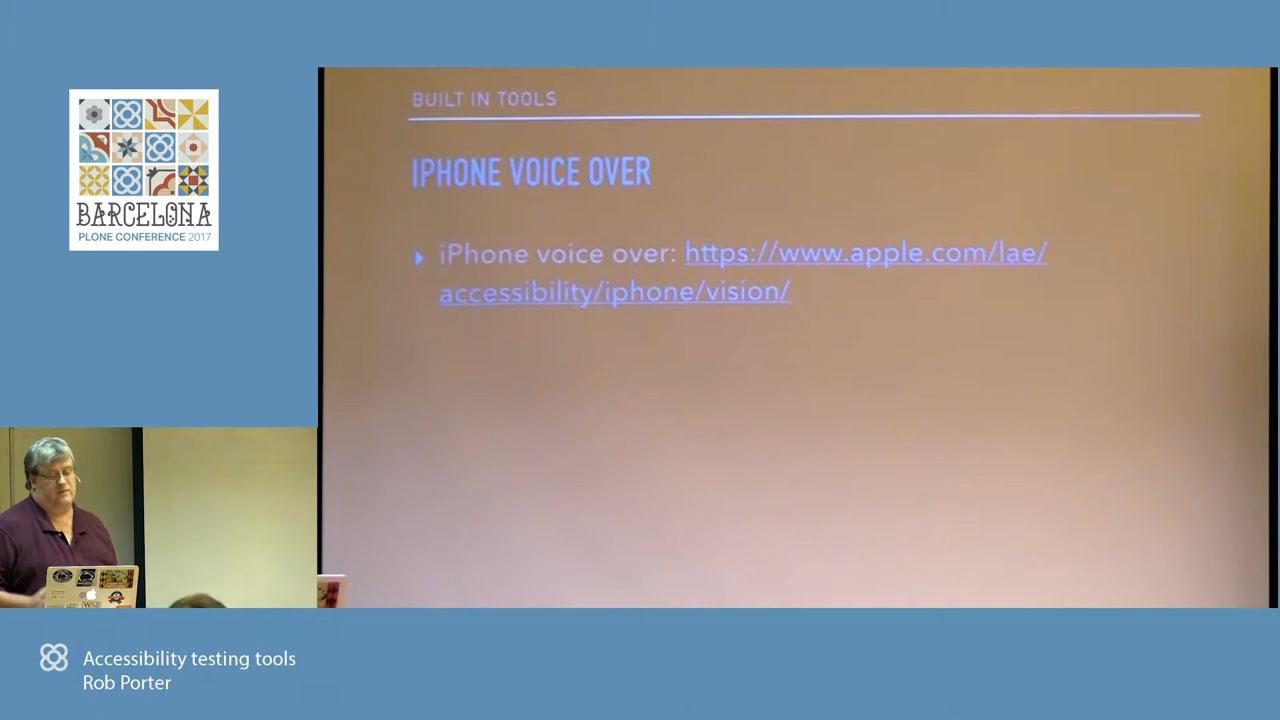 BARCELONA
PLONE CONFERENCE 2017
BUILT IN TOOLS
IPHONE VOICE OVER
iPhone voice over: https://www.apple.com/lae/
accessibility/iphone/vision/
Accessibility testing tools
Rob Porter